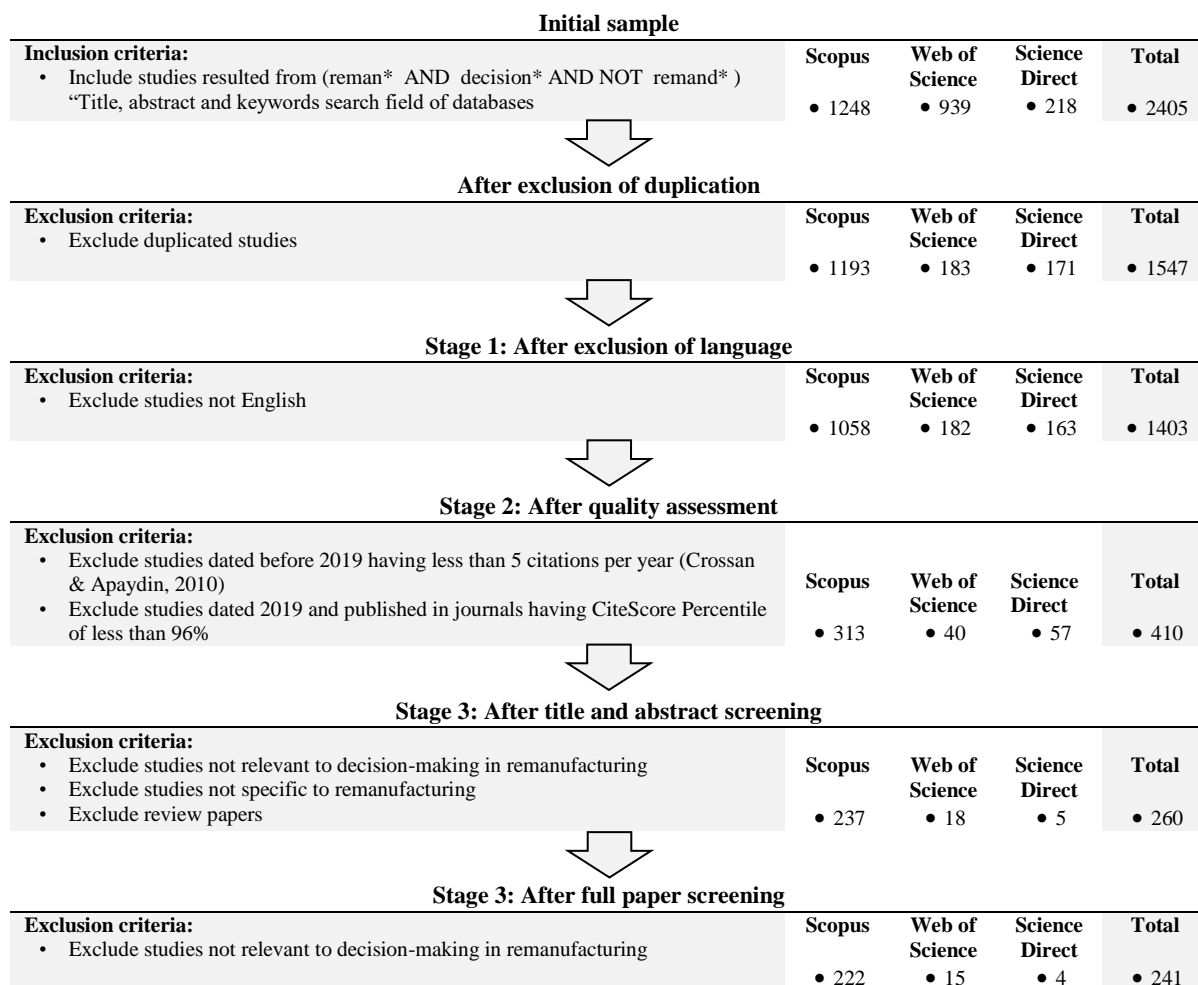 Initial sample
Inclusion criteria:
Scopus Web of Science Science Direct Total
• Include studies resulted from (reman* AND decision* AND NOT remand* )
“Title, abstract and keywords search field of databases
• 1248 • 939 • 218 • 2405
After exclusion of duplication
Exclusion criteria:
Scopus Web of Science Science Direct Total
• Exclude duplicated studies
• 1193 • 183 • 171 • 1547
Stage 1: After exclusion of language
Exclusion criteria:
Scopus Web of Science Science Direct Total
• Exclude studies not English
• 1058 • 182 • 163 • 1403
Stage 2: After quality assessment
Exclusion criteria:
• Exclude studies dated before 2019 having less than 5 citations per year (Crossan
& Apaydin, 2010)
• Exclude studies dated 2019 and published in journals having CiteScore Percentile
of less than 96%
Scopus Web of Science Science Direct Total
• 313 • 40 • 57 • 410
Stage 3: After title and abstract screening
Exclusion criteria:
• Exclude studies not relevant to decision-making in remanufacturing
• Exclude studies not specific to remanufacturing
• Exclude review papers
Scopus Web of Science Science Direct Total
• 237 • 18 • 5 • 260
Stage 3: After full paper screening
Exclusion criteria:
• Exclude studies not relevant to decision-making in remanufacturing
Scopus Web of Science Science Direct Total
• 222 • 15 • 4 • 241